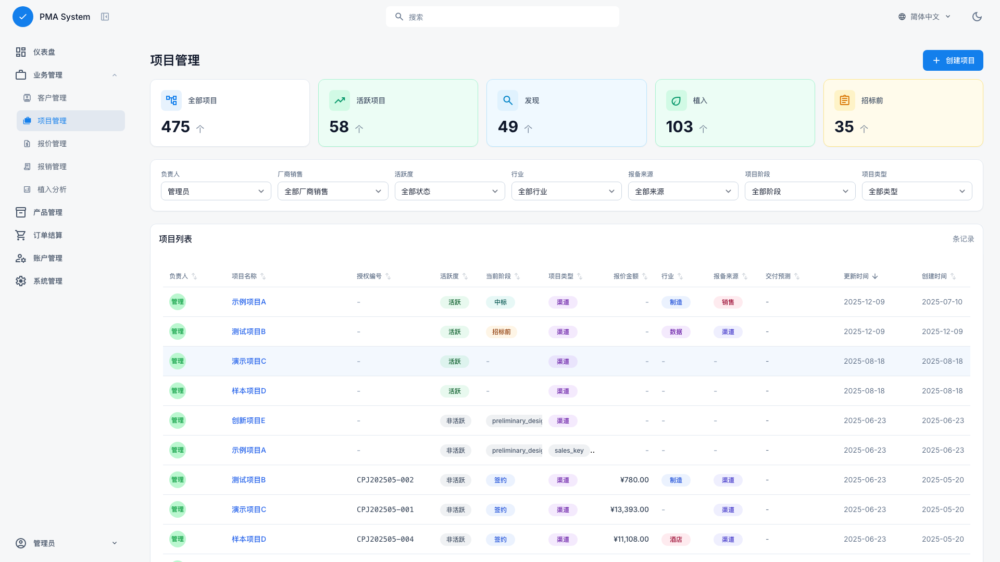 PMA System
搜索
简体中文
仪表盘
业务管理
客户管理
项目管理
报价管理
报销管理
植入分析
产品管理
订单结算
账户管理
系统管理
管理员
项目管理
创建项目
全部项目
475
活跃项目
58
发现
49
植入
103
招标前
35
负责人 厂商销售 活跃度 行业 报备来源 项目阶段 项目类型
管理员 全部厂商销售 全部状态 全部行业 全部来源 全部阶段 全部类型
项目列表
条记录
负责人 项目名称 授权编号 活跃度 当前阶段 项目类型 报价金额 行业 报备来源 交付预测 更新时间 创建时间
管理 示例项目A - 活跃 中标 渠道 - 制造 销售 - 2025-12-09 2025-07-10
管理 测试项目B - 活跃 招标前 渠道 - 数据 渠道 - 2025-12-09 2025-12-09
管理 演示项目C - 活跃 - 渠道 - - - - 2025-08-18 2025-08-18
管理 样本项目D - 活跃 - 渠道 - - - - 2025-08-18 2025-08-18
管理 创新项目E - 非活跃 preliminary_desig 渠道 - - - - 2025-06-23 2025-06-23
管理 示例项目A - 非活跃 preliminary_desig sales_key .. - - - - 2025-06-23 2025-06-23
管理 测试项目B CPJ202505-002 非活跃 签约 渠道 ¥780.00 制造 渠道 - 2025-06-23 2025-05-20
管理 演示项目C CPJ202505-001 非活跃 签约 渠道 ¥13,393.00 - 渠道 - 2025-06-23 2025-05-20
管理 样本项目D CPJ202505-004 非活跃 签约 渠道 ¥11,108.00 酒店 渠道 - 2025-06-23 2025-05-20